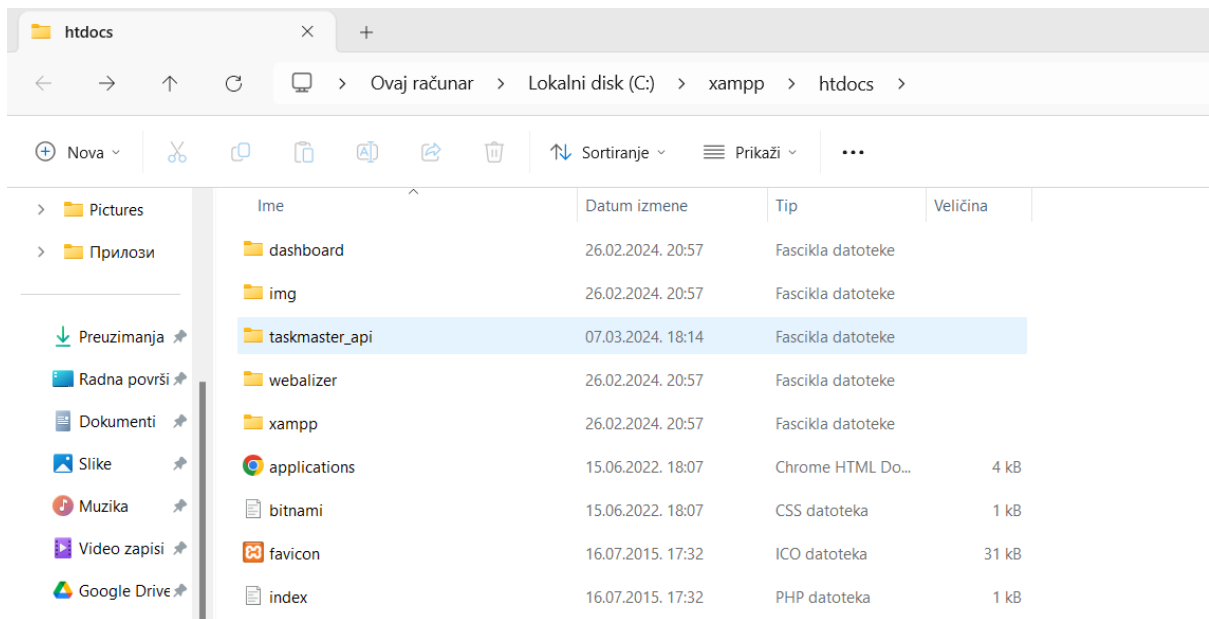 htdocs
Ovaj računar > Lokalni disk (C:) > xampp > htdocs >
Nova Sortiranje Prikaži
Pictures
Прилози
Preuzimanja
Radna površi
Dokumenti
Slike
Muzika
Video zapisi
Google Drive
Ime Datum izmene Tip Veličina
dashboard 26.02.2024. 20:57 Fascikla datoteke
img 26.02.2024. 20:57 Fascikla datoteke
taskmaster_api 07.03.2024. 18:14 Fascikla datoteke
webalizer 26.02.2024. 20:57 Fascikla datoteke
xampp 26.02.2024. 20:57 Fascikla datoteke
applications 15.06.2022. 18:07 Chrome HTML Do... 4 kB
bitnami 15.06.2022. 18:07 CSS datoteka 1 kB
favicon 16.07.2015. 17:32 ICO datoteka 31 kB
index 16.07.2015. 17:32 PHP datoteka 1 kB